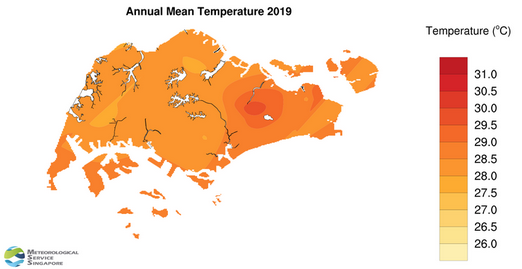 Annual Mean Temperature 2019
Temperature (°C)
31.0
30.5
30.0
29.5
29.0
28.5
28.0
27.5
27.0
26.5
26.0
METEOROLOGICAL
SERVICE
SINGAPORE